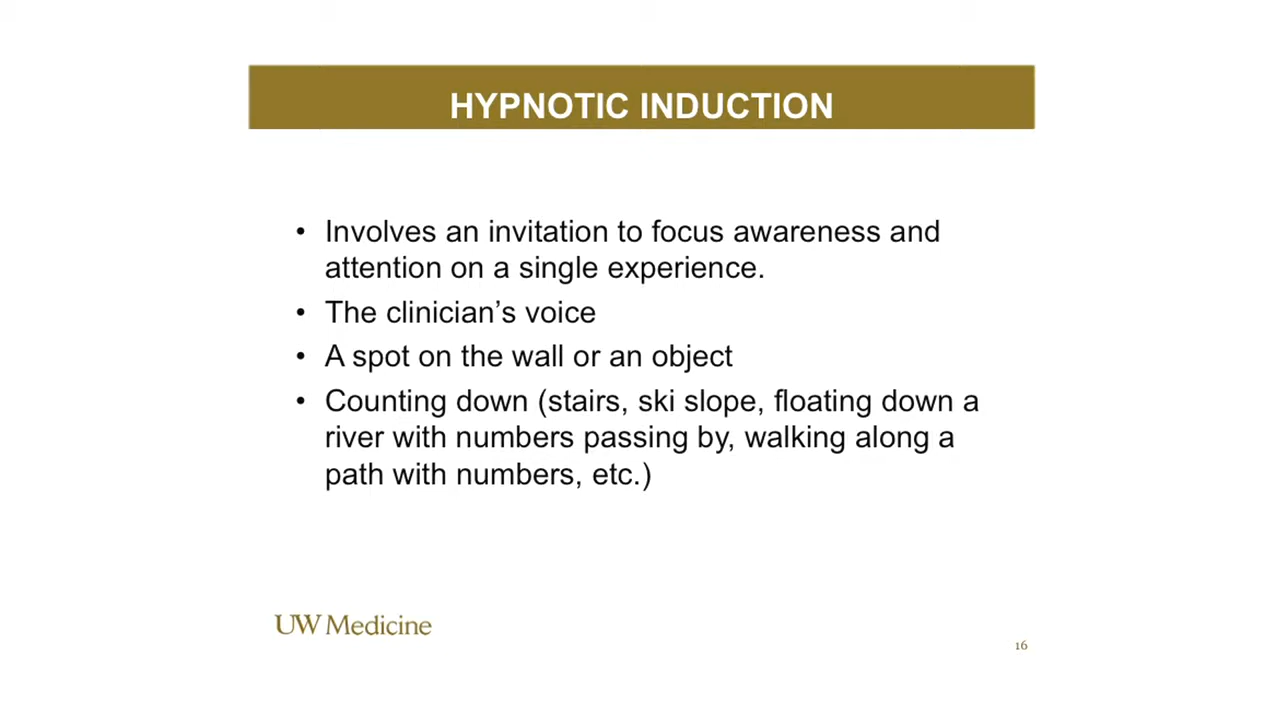 HYPNOTIC INDUCTION
• Involves an invitation to focus awareness and
attention on a single experience.
• The clinician’s voice
• A spot on the wall or an object
• Counting down (stairs, ski slope, floating down a
river with numbers passing by, walking along a
path with numbers, etc.)
UW Medicine
16